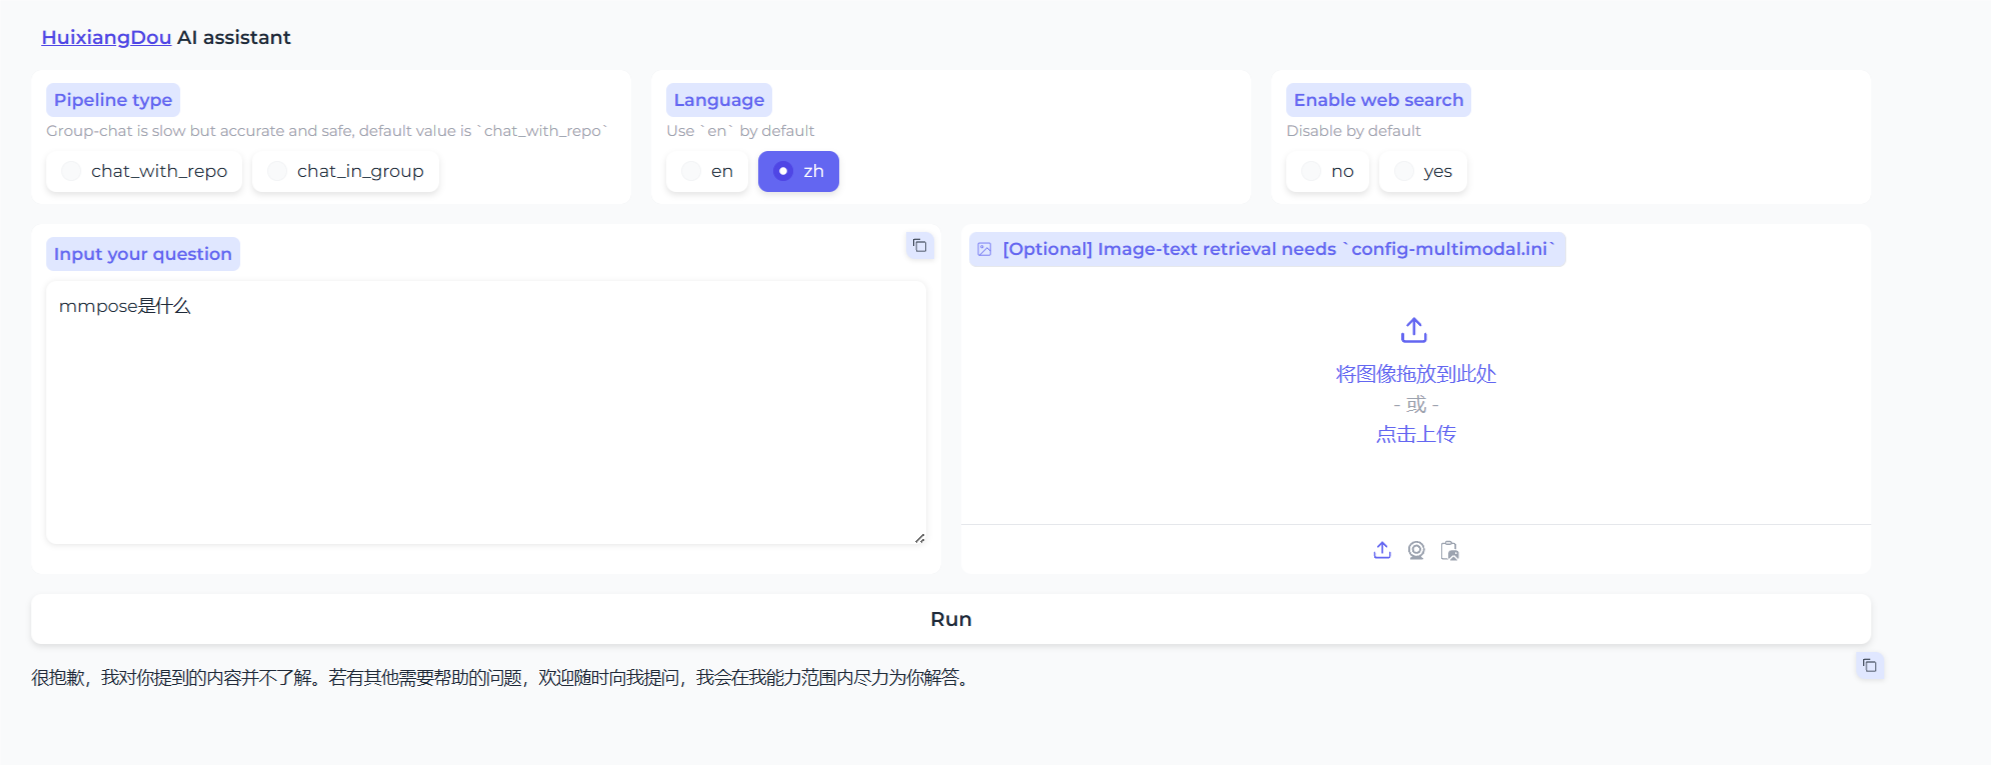 HuixiangDou AI assistant
Pipeline type
Group-chat is slow but accurate and safe, default value is `chat_with_repo`
chat_with_repo
chat_in_group
Language
Use `en` by default
en
zh
Enable web search
Disable by default
no
yes
Input your question
mmpose是什么
[Optional] Image-text retrieval needs `config-multimodal.ini`
将图像拖放到此处
- 或 -
点击上传
Run
很抱歉，我对你提到的内容并不了解。若有其他需要帮助的问题，欢迎随时向我提问，我会在我能力范围内尽力为你解答。